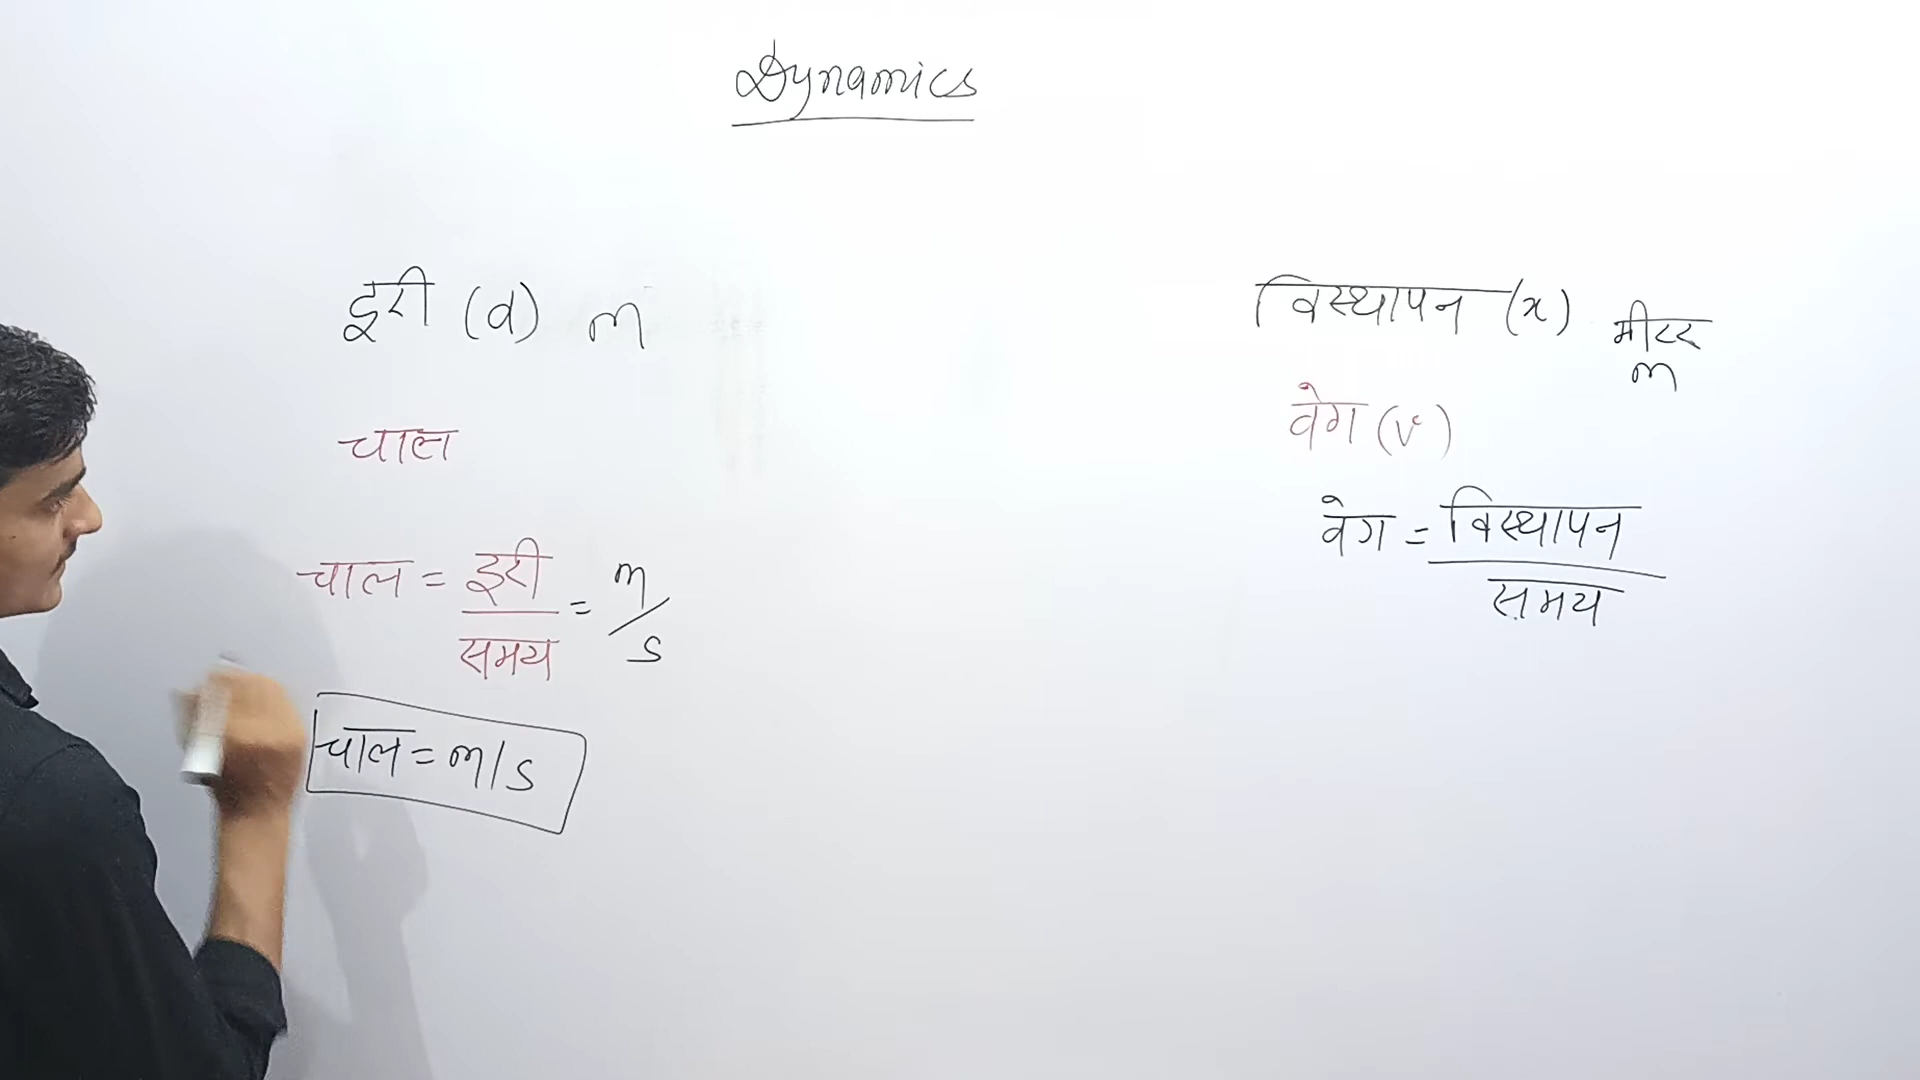 Dynamics
दूरी (d) m
चाल
चाल = दूरी / समय = m/s
चाल = m/s
विस्थापन (x) मीटर
m
वेग (v)
वेग = विस्थापन / समय